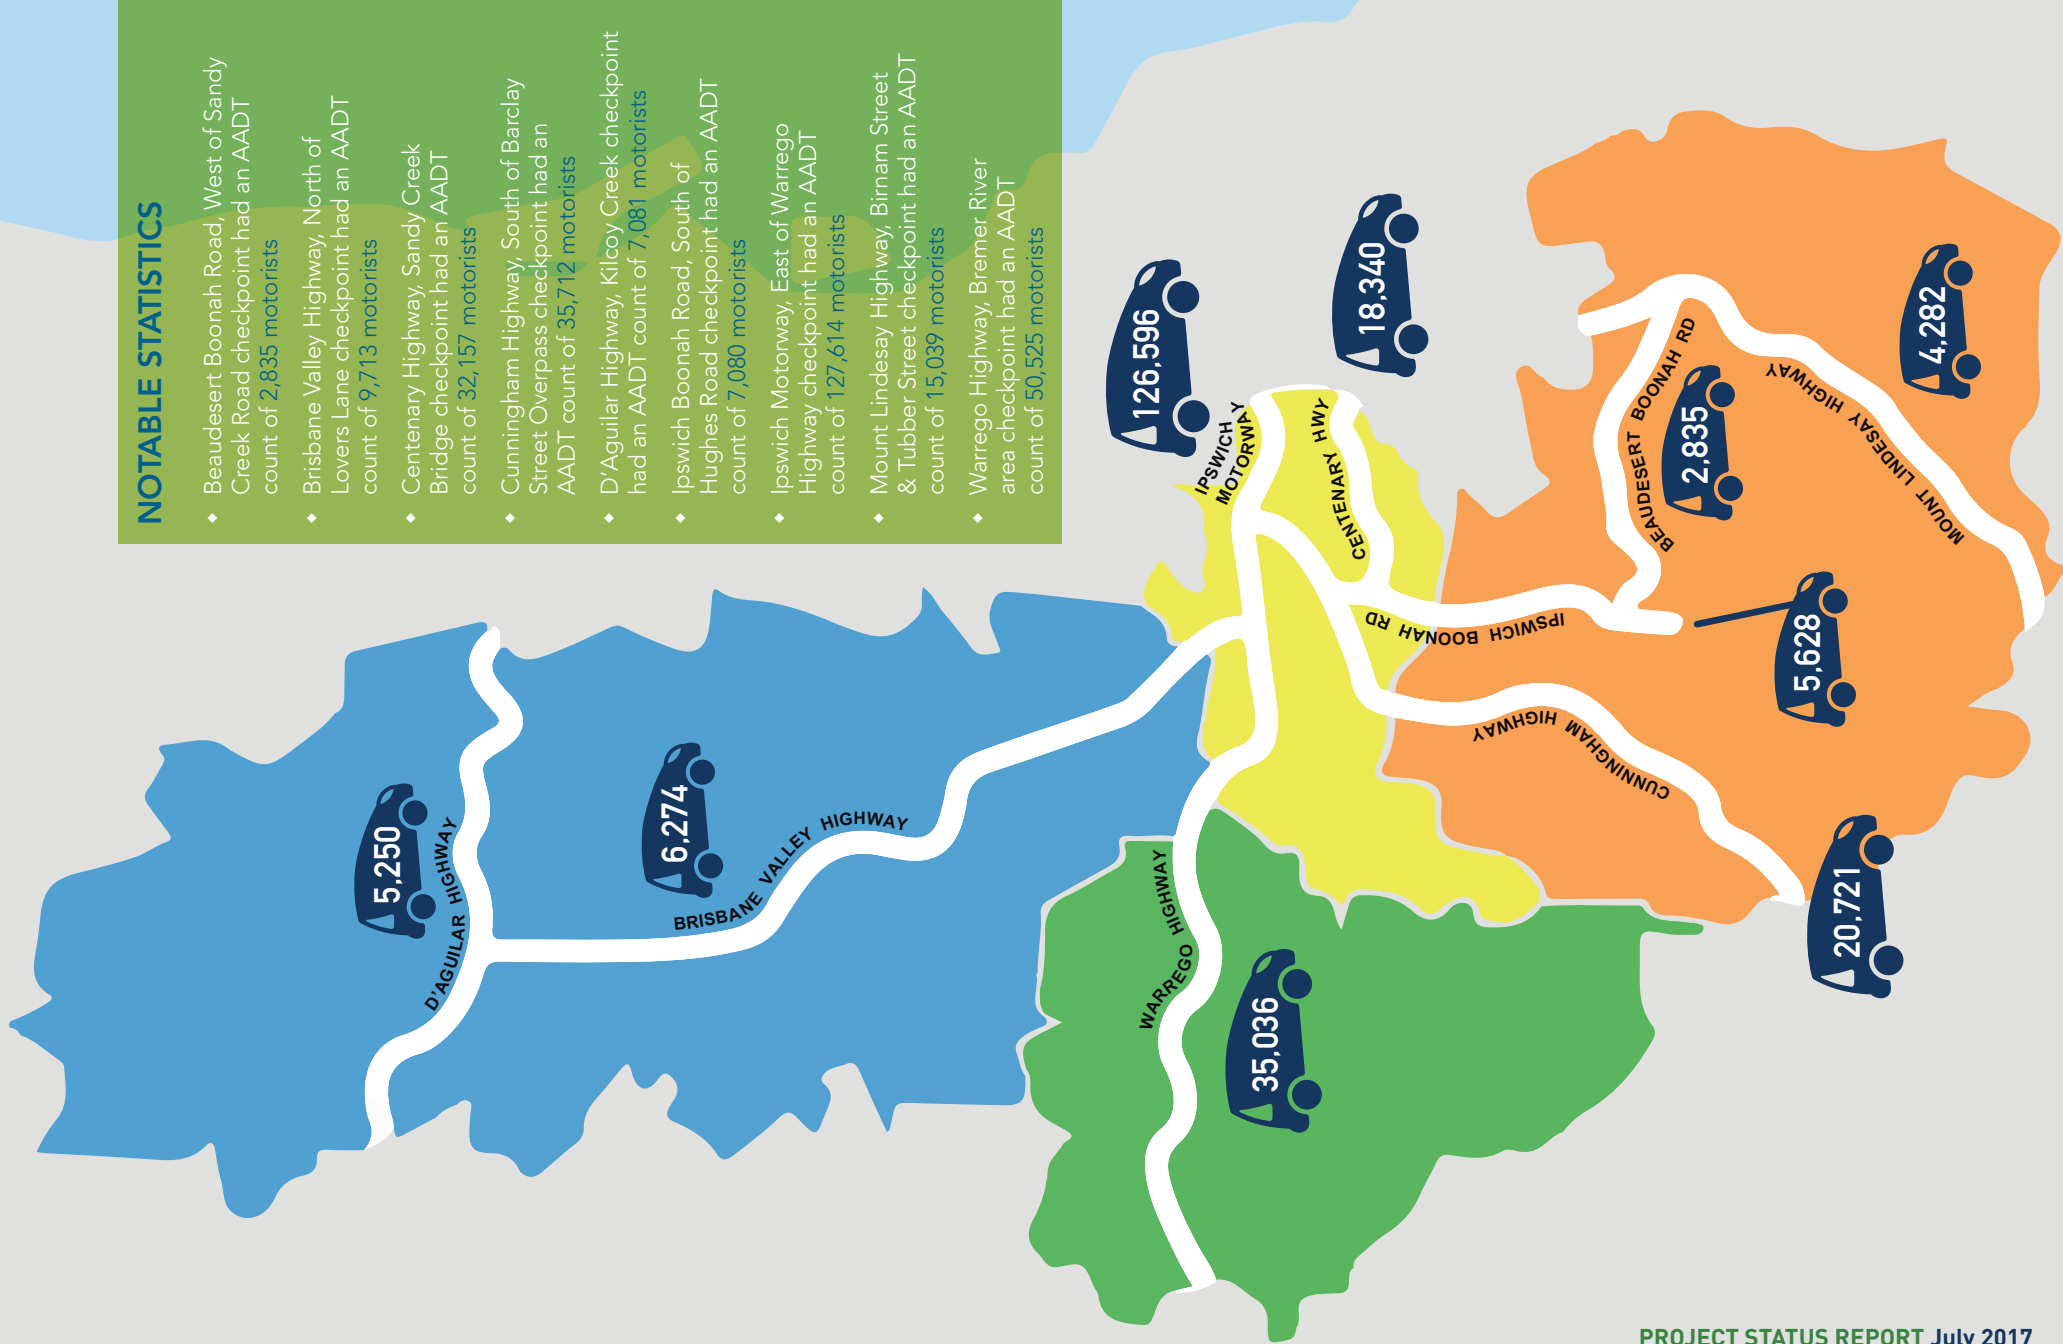 NOTABLE STATISTICS
Beaudesert Boonah Road, West of Sandy
Creek Road checkpoint had an AADT
count of 2,835 motorists
Brisbane Valley Highway, North of
Lovers Lane checkpoint had an AADT
count of 9,713 motorists
Centenary Highway, Sandy Creek
Bridge checkpoint had an AADT
count of 32,157 motorists
Cunningham Highway, South of Barclay
Street Overpass checkpoint had an
AADT count of 35,712 motorists
D'Aguilar Highway, Kilcoy Creek checkpoint
had an AADT count of 7,081 motorists
Ipswich Boonah Road, South of
Hughes Road checkpoint had an AADT
count of 7,080 motorists
Ipswich Motorway, East of Warrego
Highway checkpoint had an AADT
count of 127,614 motorists
Mount Lindesay Highway, Birnam Street
& Tubber Street checkpoint had an AADT
count of 15,039 motorists
Warrego Highway, Bremer River
area checkpoint had an AADT
count of 50,525 motorists
126,596
18,340
4,282
2,835
5,628
20,721
35,036
6,274
5,250
IPSWICH
MOTORWAY
CENTENARY HWY
BEAUDESERT BOONAH RD
MOUNT LINDESAY HIGHWAY
IPSWICH BOONAH RD
CUNNINGHAM HIGHWAY
WARREGO HIGHWAY
BRISBANE VALLEY HIGHWAY
D'AGUILAR HIGHWAY
PROJECT STATUS REPORT July 2017